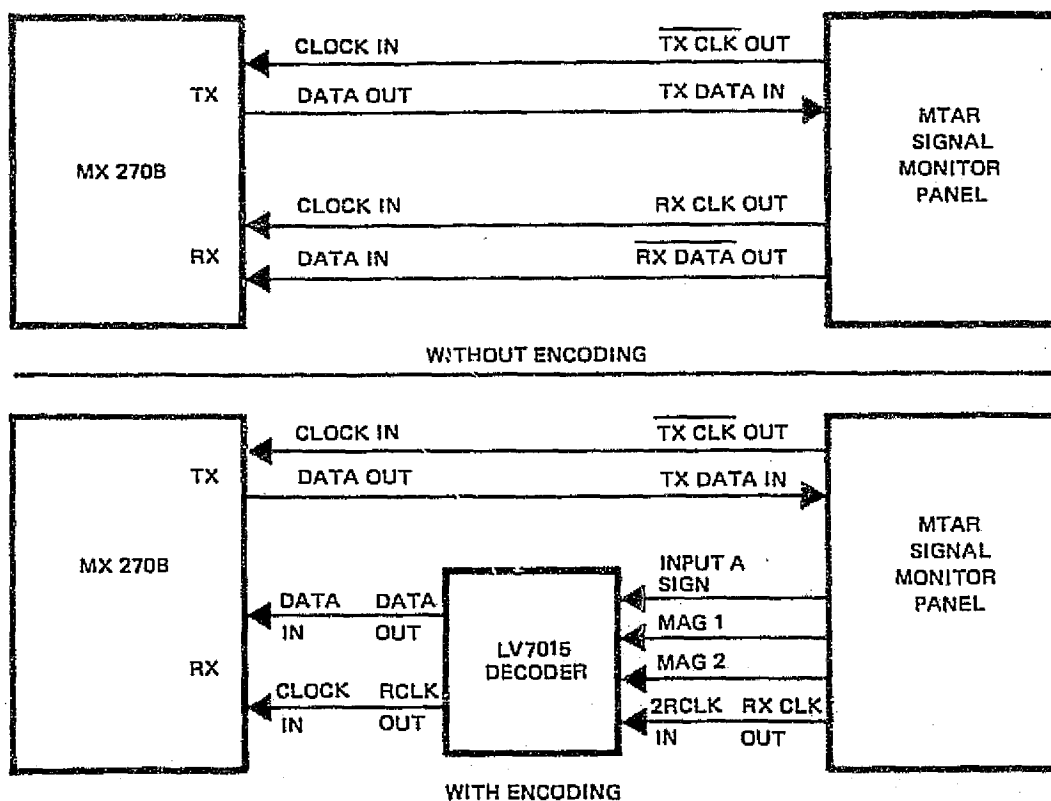 CLOCK IN TX CLK OUT
TX DATA OUT TX DATA IN
MX 270B
MTAR
SIGNAL
MONITOR
PANEL
CLOCK IN RX CLK OUT
RX DATA IN RX DATA OUT
WITHOUT ENCODING
CLOCK IN TX CLK OUT
TX DATA OUT TX DATA IN
MX 270B
MTAR
SIGNAL
MONITOR
PANEL
INPUT A
SIGN
DATA DATA
IN OUT
MAG 1
LV7015
DECODER
MAG 2
RX
CLOCK RCLK
IN OUT
2RCLK RX CLK
IN OUT
WITH ENCODING